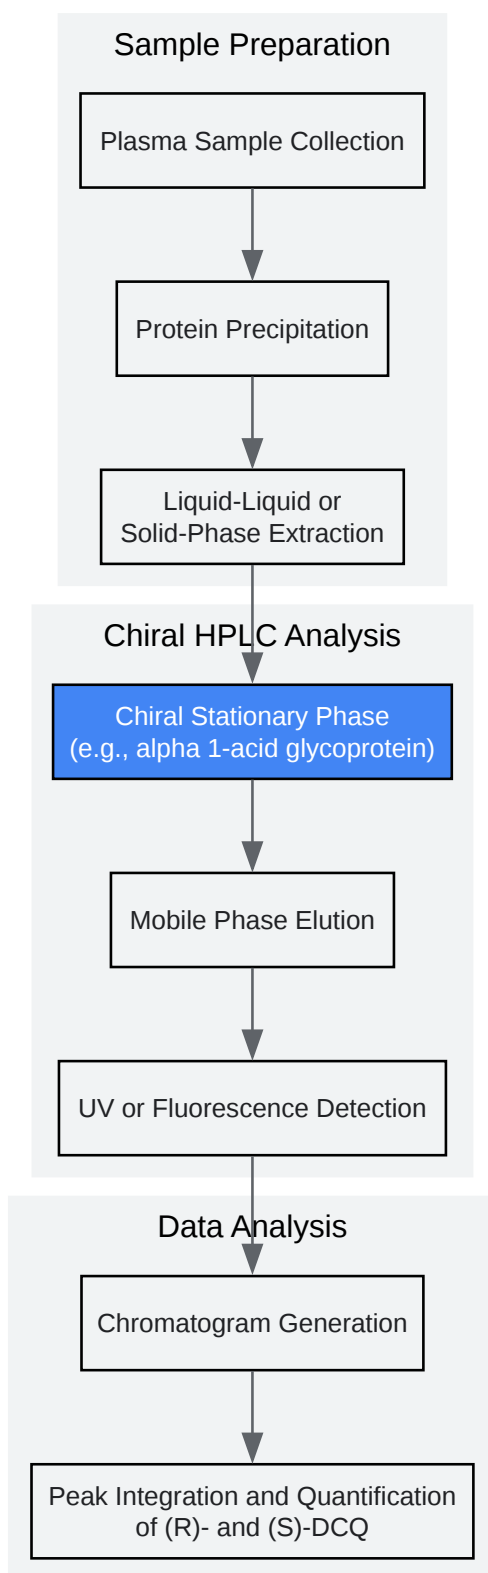 Sample Preparation
Plasma Sample Collection
Protein Precipitation
Liquid-Liquid or
Solid-Phase Extraction
Chiral HPLC Analysis
Chiral Stationary Phase
(e.g., alpha 1-acid glycoprotein)
Mobile Phase Elution
UV or Fluorescence Detection
Data Analysis
Chromatogram Generation
Peak Integration and Quantification
of (R)- and (S)-DCQ